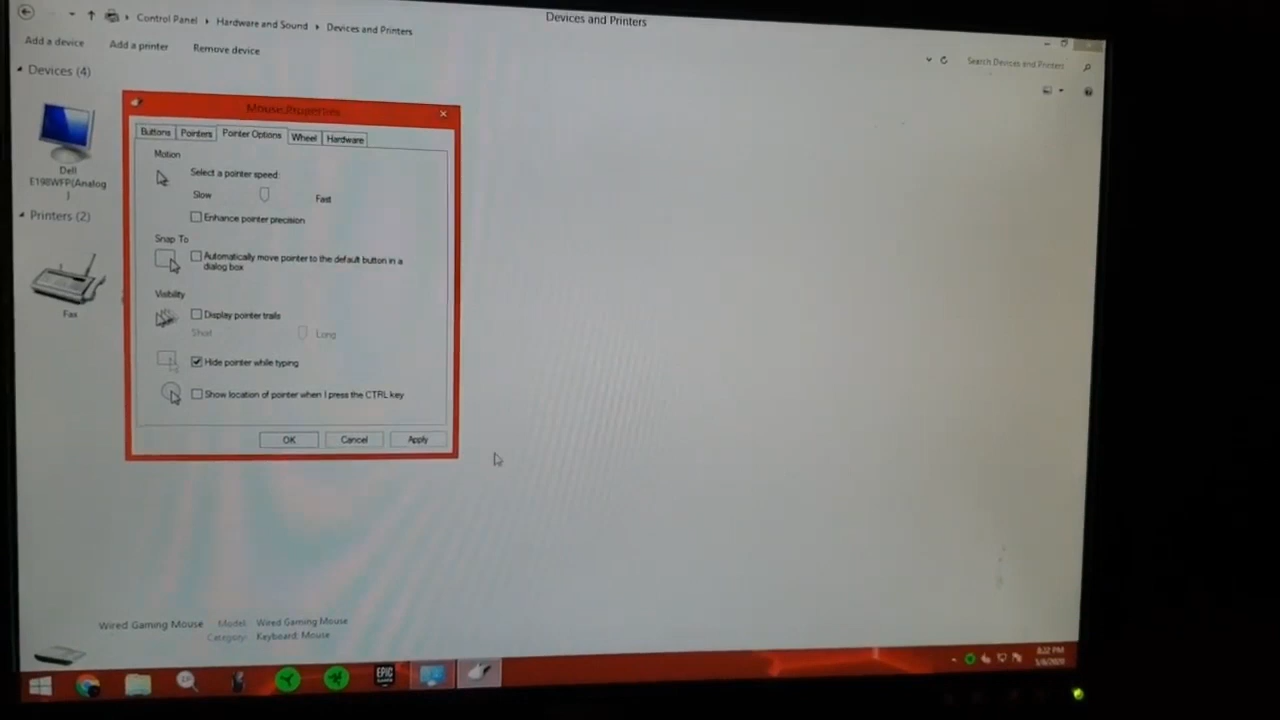 Devices and Printers
Control Panel
Hardware and Sound
Devices and Printers
Add a device
Add a printer
Remove device
Search Devices and Printers
Devices (4)
Dell
E198WFP(Analog
)
Printers (2)
Fax
Mouse Properties
Buttons
Pointers
Pointer Options
Wheel
Hardware
Motion
Select a pointer speed:
Slow
Fast
Enhance pointer precision
Snap To
Automatically move pointer to the default button in a
dialog box
Visibility
Display pointer trails
Short
Long
Hide pointer while typing
Show location of pointer when I press the CTRL key
OK
Cancel
Apply
Wired Gaming Mouse
Model: Wired Gaming Mouse
Category: Keyboard; Mouse
EPIC
8:22 PM